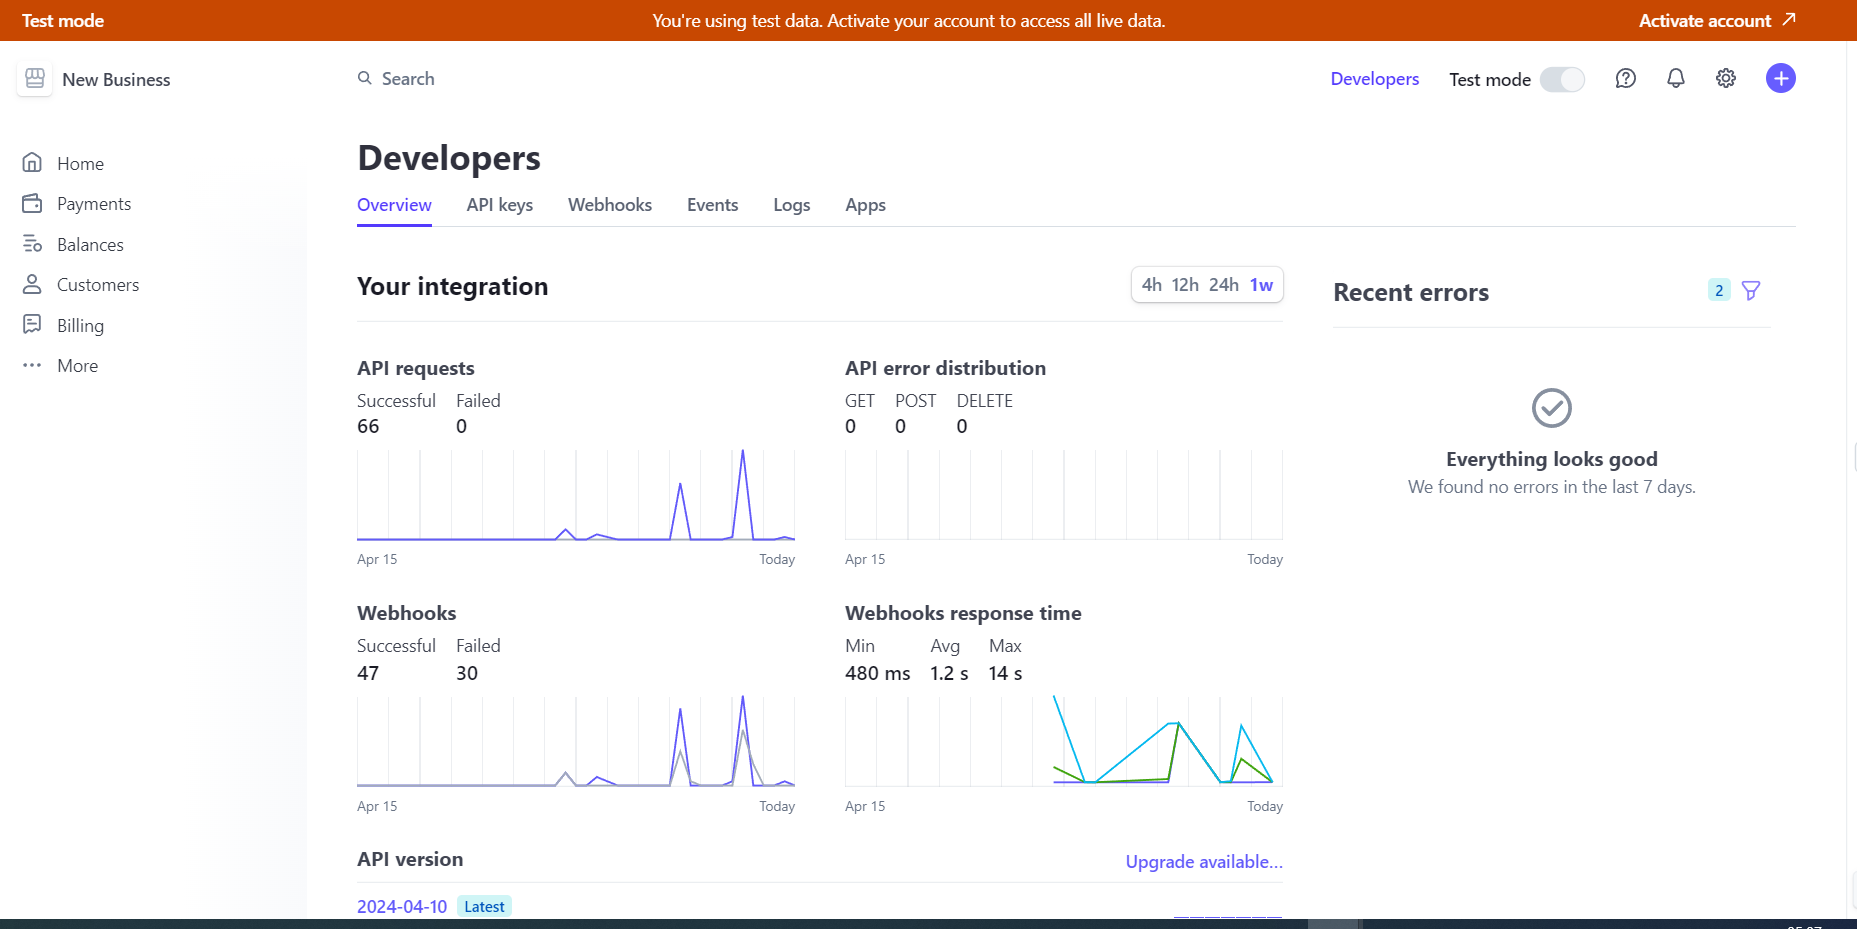 Test mode
You're using test data. Activate your account to access all live data.
Activate account
New Business
Search
Developers
Test mode
Home
Payments
Balances
Customers
Billing
More
Developers
Overview API keys Webhooks Events Logs Apps
Your integration
4h 12h 24h 1w
API requests
Successful Failed
66 0
Apr 15 Today
API error distribution
GET POST DELETE
0 0 0
Apr 15 Today
Webhooks
Successful Failed
47 30
Apr 15 Today
Webhooks response time
Min Avg Max
480 ms 1.2 s 14 s
Apr 15 Today
API version
Upgrade available...
2024-04-10 Latest
Recent errors
2
Everything looks good
We found no errors in the last 7 days.